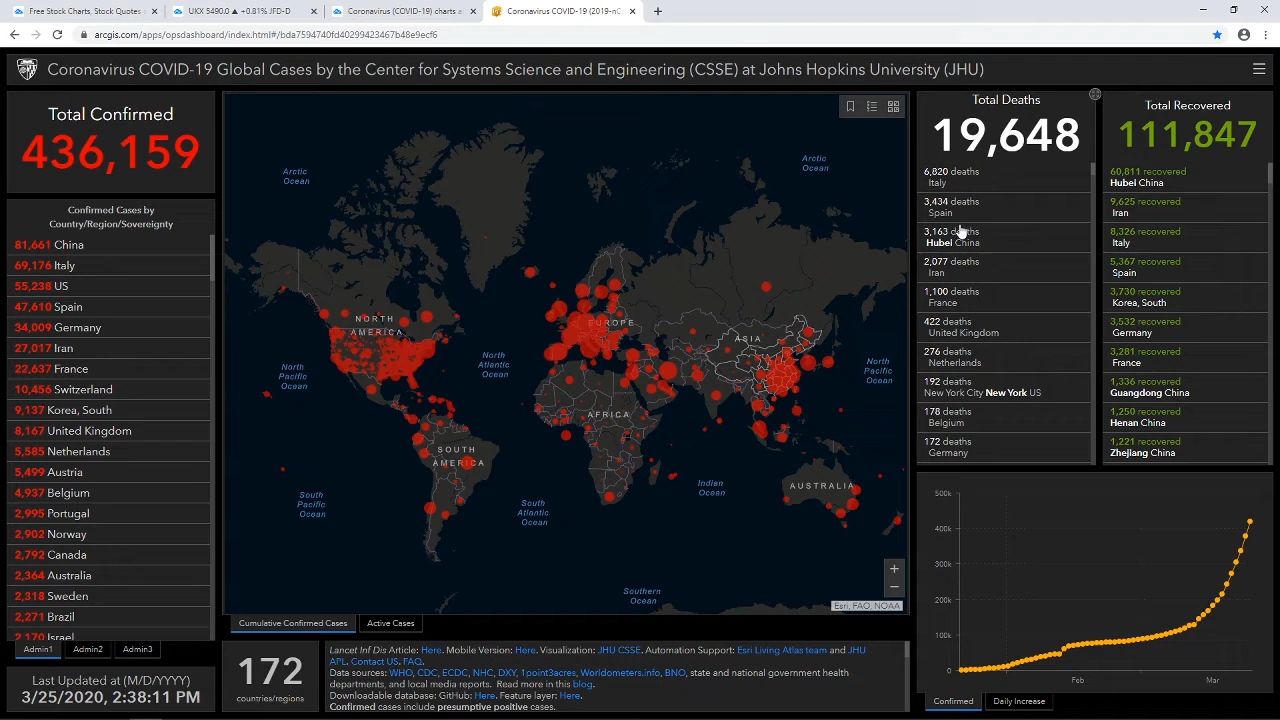 Free Stock Charts, Stock Quotes
UKX 5490.0 ▲ +0.81% JFD-D
Coronavirus (COVID-19) charts
Coronavirus COVID-19 (2019-nC
arcgis.com/apps/opsdashboard/index.html#/bda7594740fd40299423467b48e9ecf6
Coronavirus COVID-19 Global Cases by the Center for Systems Science and Engineering (CSSE) at Johns Hopkins University (JHU)
Total Confirmed
436,159
Confirmed Cases by
Country/Region/Sovereignty
81,661 China
69,176 Italy
55,238 US
47,610 Spain
34,009 Germany
27,017 Iran
22,637 France
10,456 Switzerland
9,137 Korea, South
8,167 United Kingdom
5,585 Netherlands
5,499 Austria
4,937 Belgium
2,995 Portugal
2,902 Norway
2,792 Canada
2,364 Australia
2,318 Sweden
2,271 Brazil
2,170 Israel
Admin1
Admin2
Admin3
Last Updated at (M/D/YYYY)
3/25/2020, 2:38:11 PM
Arctic
Ocean
Arctic
Ocean
NORTH
AMERICA
EUROPE
ASIA
North
Pacific
Ocean
North
Atlantic
Ocean
North
Pacific
Ocean
AFRICA
SOUTH
AMERICA
AUSTRALIA
Indian
Ocean
South
Pacific
Ocean
South
Atlantic
Ocean
Southern
Ocean
+
−
Esri, FAO, NOAA
Cumulative Confirmed Cases
Active Cases
172
countries/regions
Lancet Inf Dis Article: Here. Mobile Version: Here. Visualization: JHU CSSE. Automation Support: Esri Living Atlas team and JHU
API. Contact US. FAQ.
Data sources: WHO, CDC, ECDC, NHC, DXY, 1point3acres, Worldometers.info, BNO, state and national government health
departments, and local media reports. Read more in this blog.
Downloadable database: GitHub: Here. Feature layer: Here.
Confirmed cases include presumptive positive cases.
Total Deaths
19,648
6,820 deaths
Italy
3,434 deaths
Spain
3,163 deaths
Hubei China
2,077 deaths
Iran
1,100 deaths
France
422 deaths
United Kingdom
276 deaths
Netherlands
192 deaths
New York City New York US
178 deaths
Belgium
172 deaths
Germany
Total Recovered
111,847
60,811 recovered
Hubei China
9,625 recovered
Iran
8,326 recovered
Italy
5,367 recovered
Spain
3,730 recovered
Korea, South
3,532 recovered
Germany
3,281 recovered
France
1,336 recovered
Guangdong China
1,250 recovered
Henan China
1,221 recovered
Zhejiang China
500k
400k
300k
200k
100k
0
Feb
Mar
Confirmed
Daily Increase